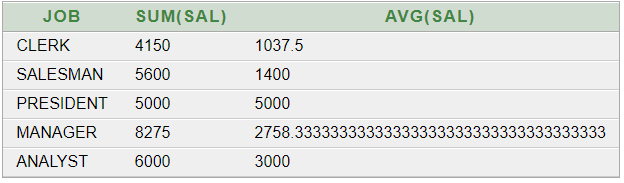 JOB SUM(SAL) AVG(SAL)
CLERK 4150 1037.5
SALESMAN 5600 1400
PRESIDENT 5000 5000
MANAGER 8275 2758.33333333333333333333333333333333333
ANALYST 6000 3000